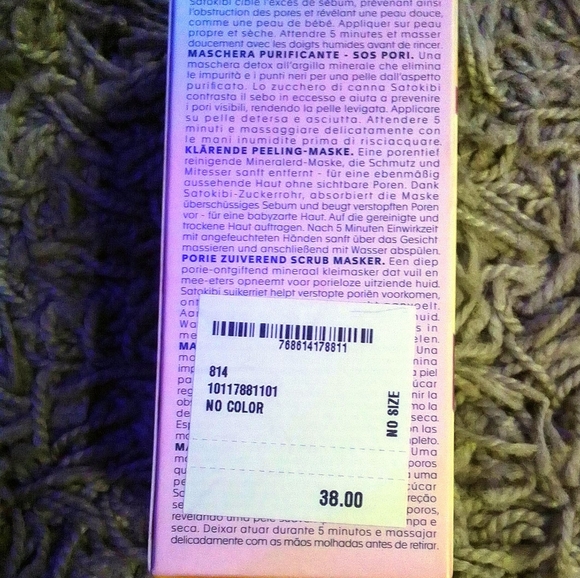 Satokibi cible l'excès de sébum, prévenant ainsi
l'obstruction des pores et révélant une peau douce,
comme une peau de bébé. Appliquer sur peau
propre et sèche. Attendre 5 minutes et masser
doucement avec les doigts humides avant de rincer.
MASCHERA PURIFICANTE - SOS PORI. Una
maschera detox all'argilla minerale che elimina
le impurità e i punti neri per una pelle dall'aspetto
purificato. Lo zucchero di canna Satokibi
contrasta il sebo in eccesso e aiuta a prevenire
i pori visibili, rendendo la pelle levigata. Applicare
su pelle detersa e asciutta. Attendere 5
minuti e massaggiare delicatamente con
le mani inumidite prima di risciacquare.
KLÄRENDE PEELING-MASKE. Eine porentief
reinigende Mineralerd-Maske, die Schmutz und
Mitesser sanft entfernt - für eine ebenmäßig
aussehende Haut ohne sichtbare Poren. Dank
Satokibi-Zuckerrohr, absorbiert die Maske
überschüssiges Sebum und beugt verstopften Poren
vor - für eine babyzarte Haut. Auf die gereinigte und
trockene Haut auftragen. Nach 5 Minuten Einwirkzeit
mit angefeuchteten Händen sanft über das Gesicht
massieren und anschließend mit Wasser abspülen.
PORIE ZUIVEREND SCRUB MASKER. Een diep
porie-ontgiftend mineraal kleimasker dat vuil en
mee-eters opneemt voor porieloze uitziende huid.
Satokibi suikerriet helpt verstopte poriën voorkomen,
768614178811
814
10117881101
NO COLOR
NO SIZE
38.00
seca. Deixar atuar durante 5 minutos e massajar
delicadamente com as mãos molhadas antes de retirar.